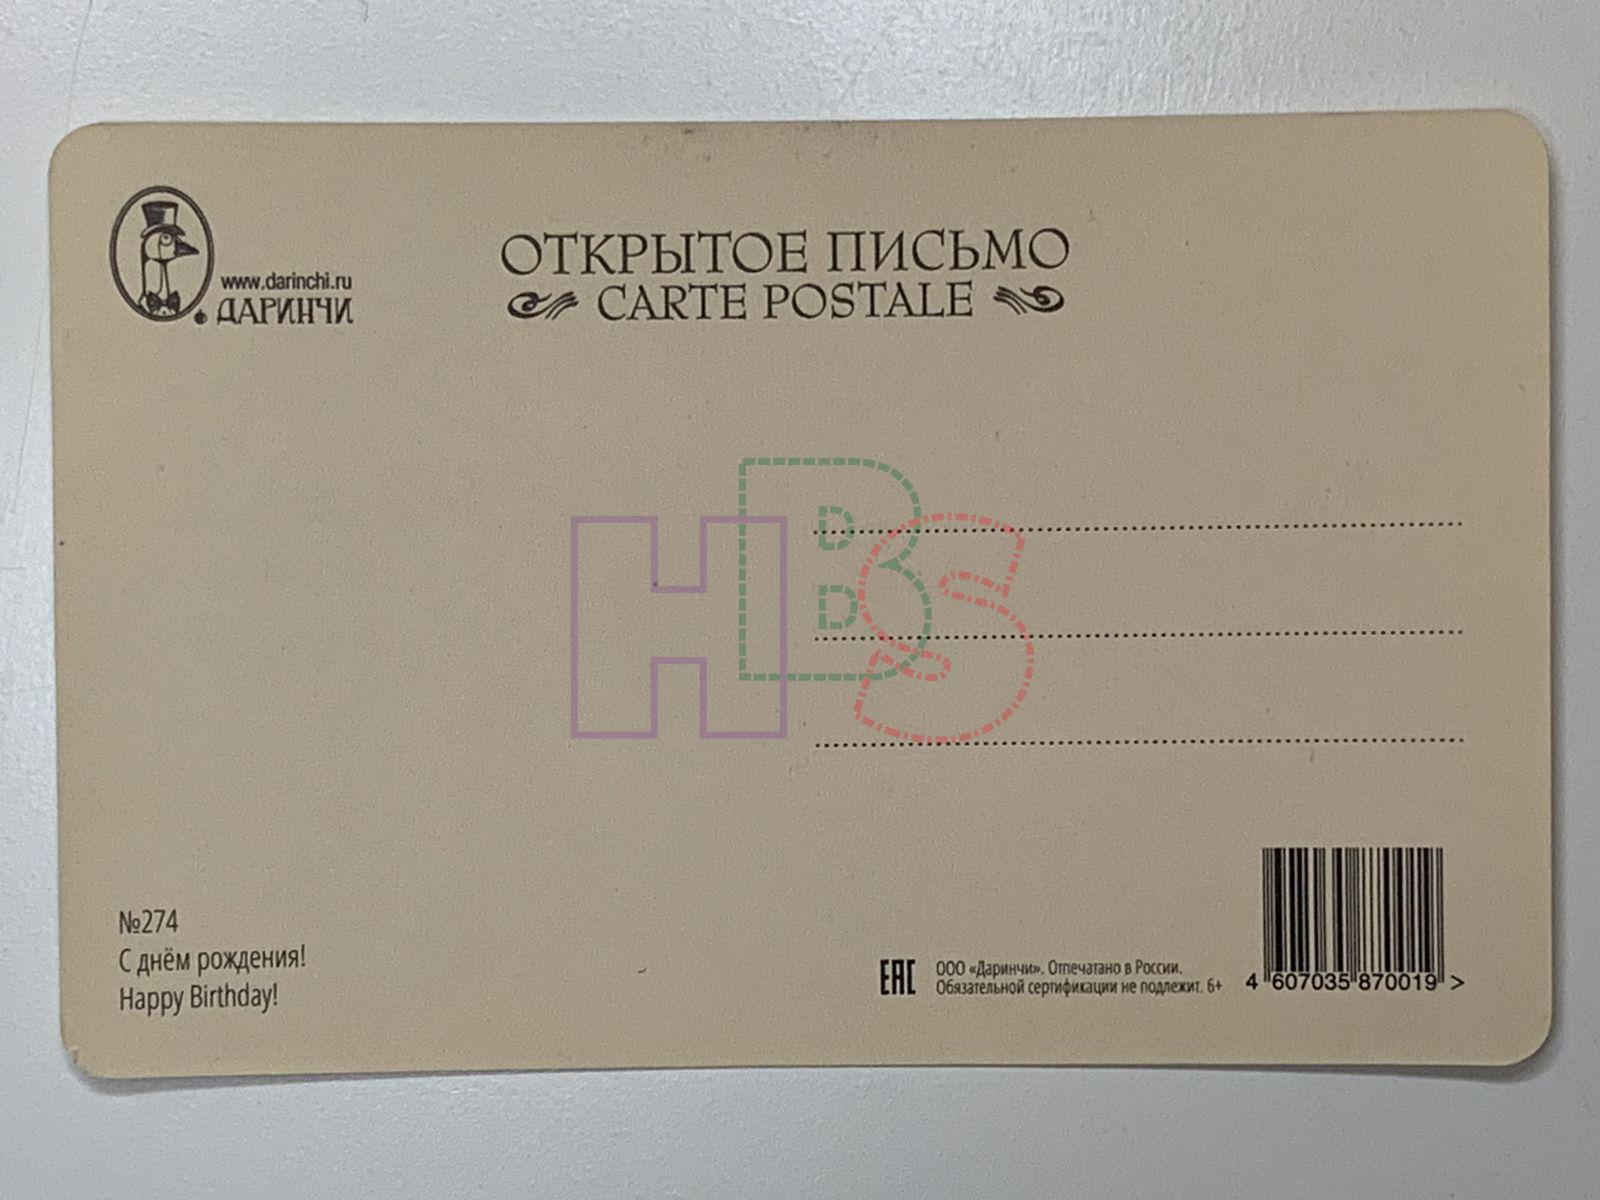 www.darinchi.ru
ДАРИНЧИ
ОТКРЫТОЕ ПИСЬМО
CARTE POSTALE
HBS
№274
С днём рождения!
Happy Birthday!
EAC
ООО «Даринчи». Отпечатано в России.
Обязательной сертификации не подлежит. 6+
4 607035 870019 >